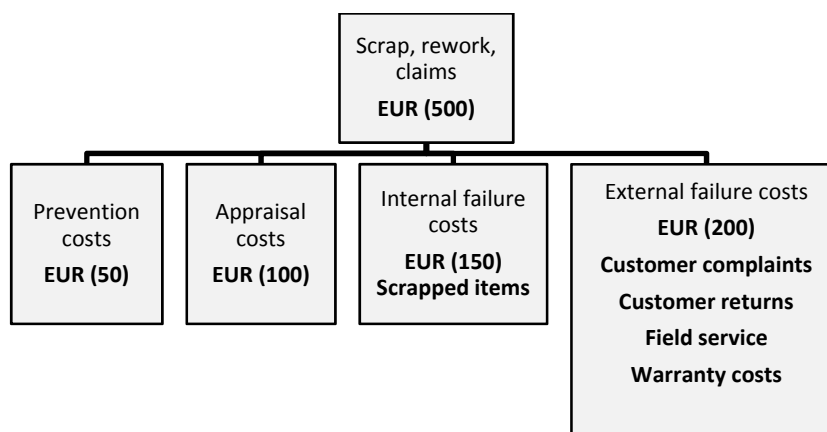 Scrap, rework,
claims
EUR (500)
Prevention
costs
EUR (50)
Appraisal
costs
EUR (100)
Internal failure
costs
EUR (150)
Scrapped items
External failure costs
EUR (200)
Customer complaints
Customer returns
Field service
Warranty costs